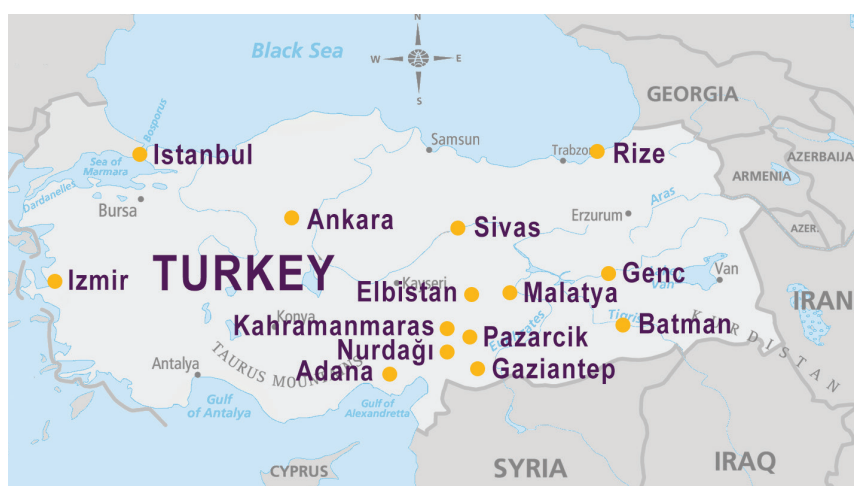 N
Black Sea
W
E
S
GEORGIA
Bosporus
Samsun
Istanbul
Trabzon
Rize
Sea of
Marmara
AZERBAIJA
ARMENIA
Dardanelles
Aras
Bursa
Ankara
Sivas
Erzurum
AZER.
Izmir
TURKEY
Kayseri
Genc
Van
Van
Elbistan
Malatya
IRAN
Kahramanmaras
Konya
Pazarcik
Euphrates
Tigris
Batman
KURDISTAN
Nurdağı
Antalya
TAURUS MOUNTAINS
Adana
Gaziantep
Gulf
of Antalya
Gulf of
Alexandretta
CYPRUS
SYRIA
IRAQ